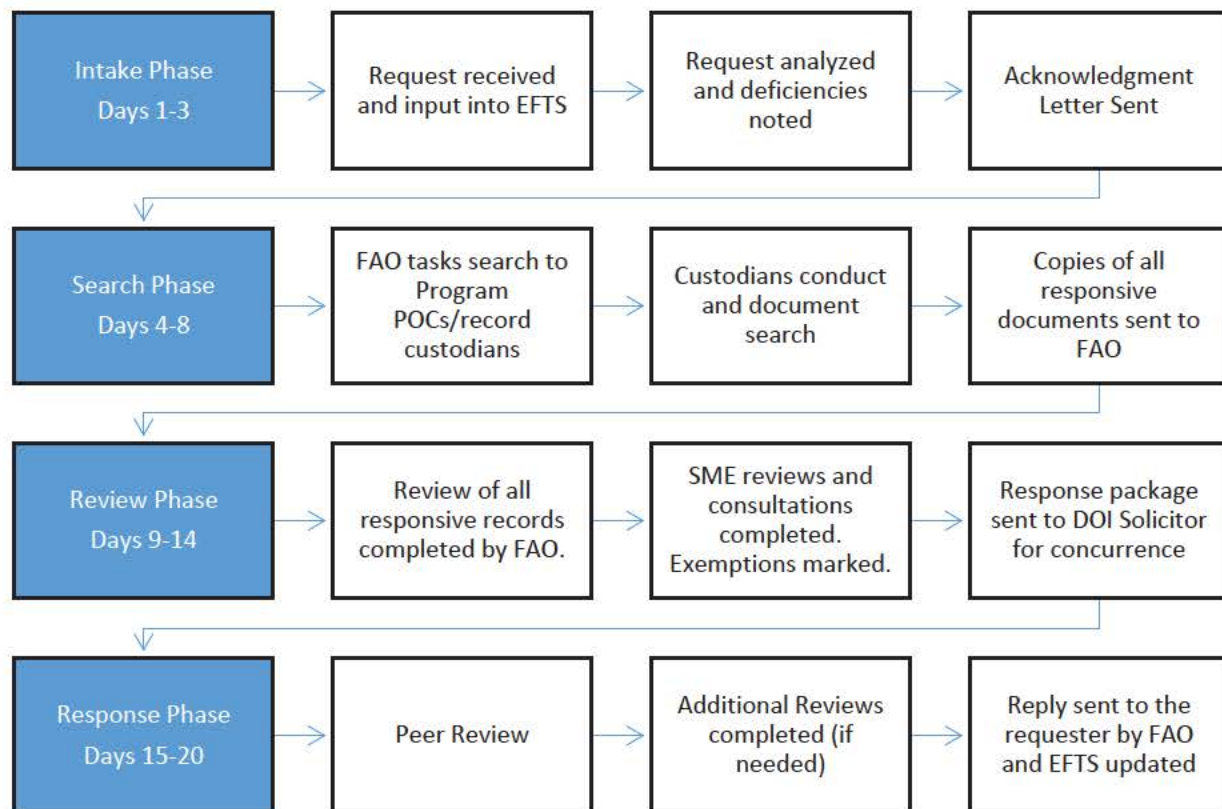 Intake Phase
Days 1-3
Request received
and input into EFTS
Request analyzed
and deficiencies
noted
Acknowledgment
Letter Sent
Search Phase
Days 4-8
FAO tasks search to
Program
POCs/record
custodians
Custodians conduct
and document
search
Copies of all
responsive
documents sent to
FAO
Review Phase
Days 9-14
Review of all
responsive records
completed by FAO.
SME reviews and
consultations
completed.
Exemptions marked.
Response package
sent to DOI Solicitor
for concurrence
Response Phase
Days 15-20
Peer Review
Additional Reviews
completed (if
needed)
Reply sent to the
requester by FAO
and EFTS updated